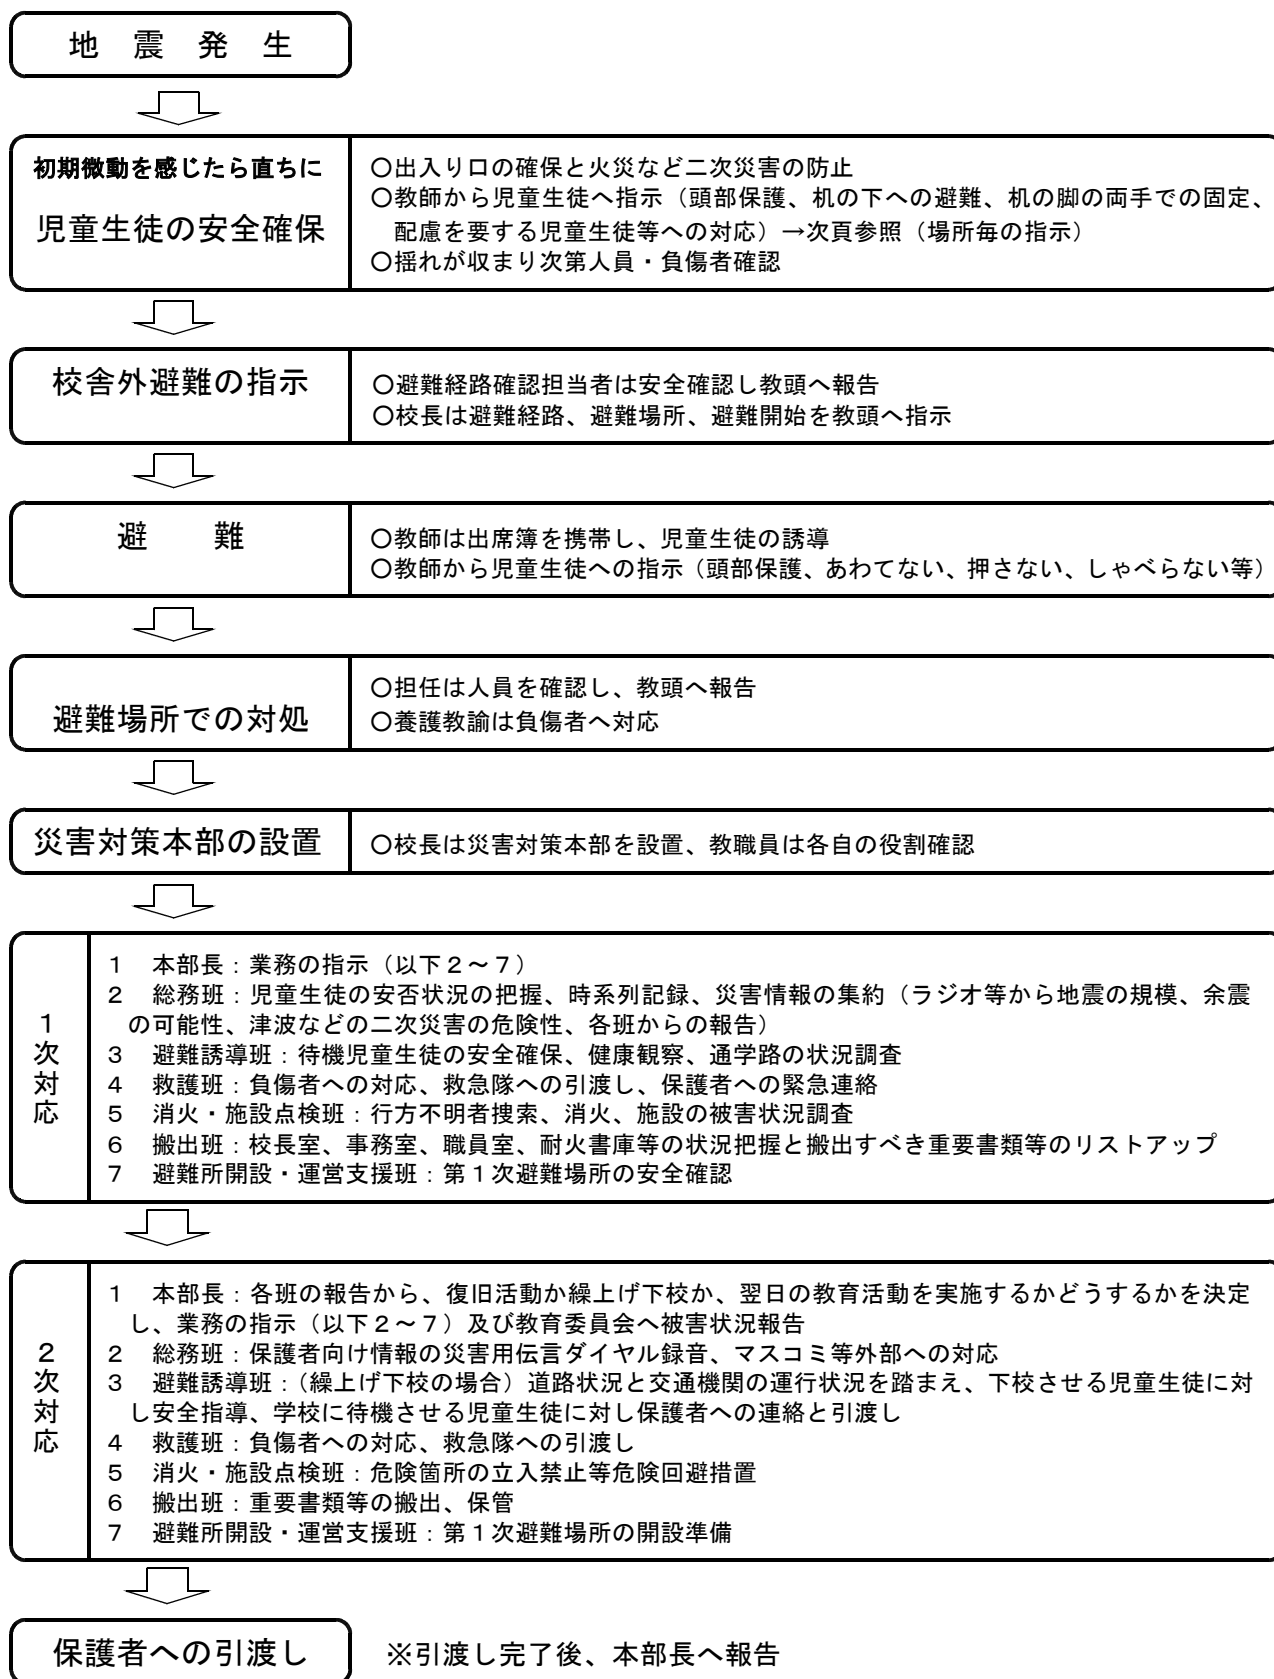 地　震　発　生
初期微動を感じたら直ちに
児童生徒の安全確保
〇出入り口の確保と火災など二次災害の防止
〇教師から児童生徒へ指示（頭部保護、机の下への避難、机の脚の両手での固定、
配慮を要する児童生徒等への対応）→次頁参照（場所毎の指示）
〇揺れが収まり次第人員・負傷者確認
校舎外避難の指示
〇避難経路確認担当者は安全確認し教頭へ報告
〇校長は避難経路、避難場所、避難開始を教頭へ指示
避　　難
〇教師は出席簿を携帯し、児童生徒の誘導
〇教師から児童生徒への指示（頭部保護、あわてない、押さない、しゃべらない等）
避難場所での対処
〇担任は人員を確認し、教頭へ報告
〇養護教諭は負傷者へ対応
災害対策本部の設置
〇校長は災害対策本部を設置、教職員は各自の役割確認
１次対応
１　本部長：業務の指示（以下２～７）
２　総務班：児童生徒の安否状況の把握、時系列記録、災害情報の集約（ラジオ等から地震の規模、余震
の可能性、津波などの二次災害の危険性、各班からの報告）
３　避難誘導班：待機児童生徒の安全確保、健康観察、通学路の状況調査
４　救護班：負傷者への対応、救急隊への引渡し、保護者への緊急連絡
５　消火・施設点検班：行方不明者捜索、消火、施設の被害状況調査
６　搬出班：校長室、事務室、職員室、耐火書庫等の状況把握と搬出すべき重要書類等のリストアップ
７　避難所開設・運営支援班：第１次避難場所の安全確認
２次対応
１　本部長：各班の報告から、復旧活動か繰上げ下校か、翌日の教育活動を実施するかどうするかを決定
し、業務の指示（以下２～７）及び教育委員会へ被害状況報告
２　総務班：保護者向け情報の災害用伝言ダイヤル録音、マスコミ等外部への対応
３　避難誘導班：（繰上げ下校の場合）道路状況と交通機関の運行状況を踏まえ、下校させる児童生徒に対
し安全指導、学校に待機させる児童生徒に対し保護者への連絡と引渡し
４　救護班：負傷者への対応、救急隊への引渡し
５　消火・施設点検班：危険箇所の立入禁止等危険回避措置
６　搬出班：重要書類等の搬出、保管
７　避難所開設・運営支援班：第１次避難場所の開設準備
保護者への引渡し
※引渡し完了後、本部長へ報告